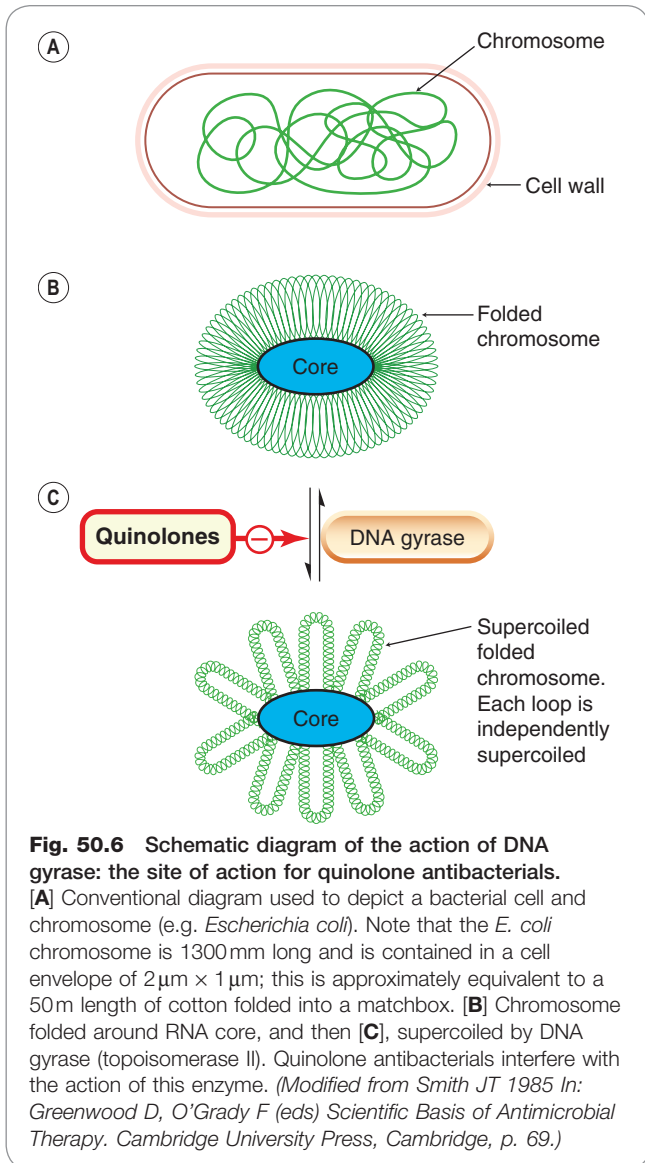 A
Chromosome
Cell wall
B
Folded
chromosome
Core
C
Quinolones
−
DNA gyrase
Supercoiled
folded
chromosome.
Each loop is
independently
supercoiled
Core
Fig. 50.6 Schematic diagram of the action of DNA
gyrase: the site of action for quinolone antibacterials.
[A] Conventional diagram used to depict a bacterial cell and
chromosome (e.g. Escherichia coli). Note that the E. coli
chromosome is 1300 mm long and is contained in a cell
envelope of 2 μm × 1 μm; this is approximately equivalent to a
50 m length of cotton folded into a matchbox. [B] Chromosome
folded around RNA core, and then [C], supercoiled by DNA
gyrase (topoisomerase II). Quinolone antibacterials interfere with
the action of this enzyme. (Modified from Smith JT 1985 In:
Greenwood D, O'Grady F (eds) Scientific Basis of Antimicrobial
Therapy. Cambridge University Press, Cambridge, p. 69.)